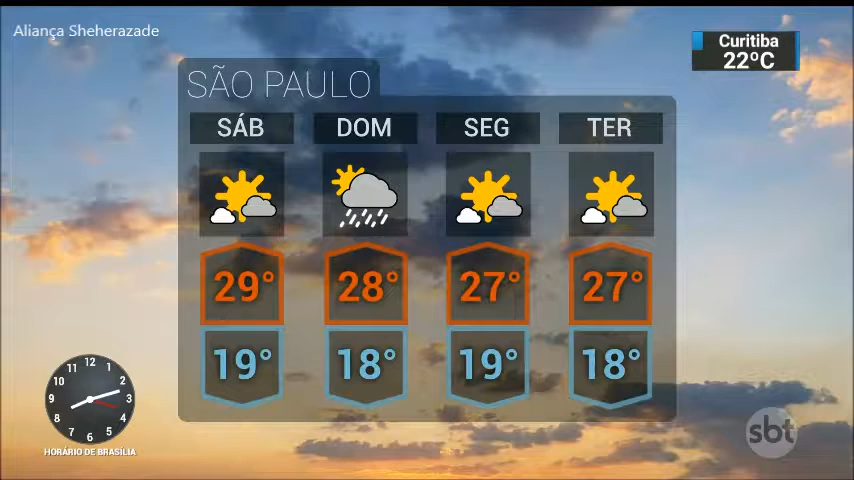 Aliança Sheherazade
Curitiba
22ºC
SÃO PAULO
SÁB DOM SEG TER
29° 28° 27° 27°
19° 18° 19° 18°
12
11 1
10 2
9 3
8 4
7 5
6
HORÁRIO DE BRASÍLIA
sbt